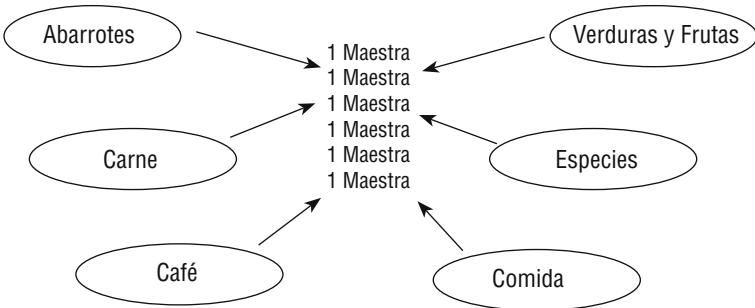 Abarrotes
Verduras y Frutas
1 Maestra
1 Maestra
1 Maestra
1 Maestra
1 Maestra
1 Maestra
Carne
Especies
Café
Comida